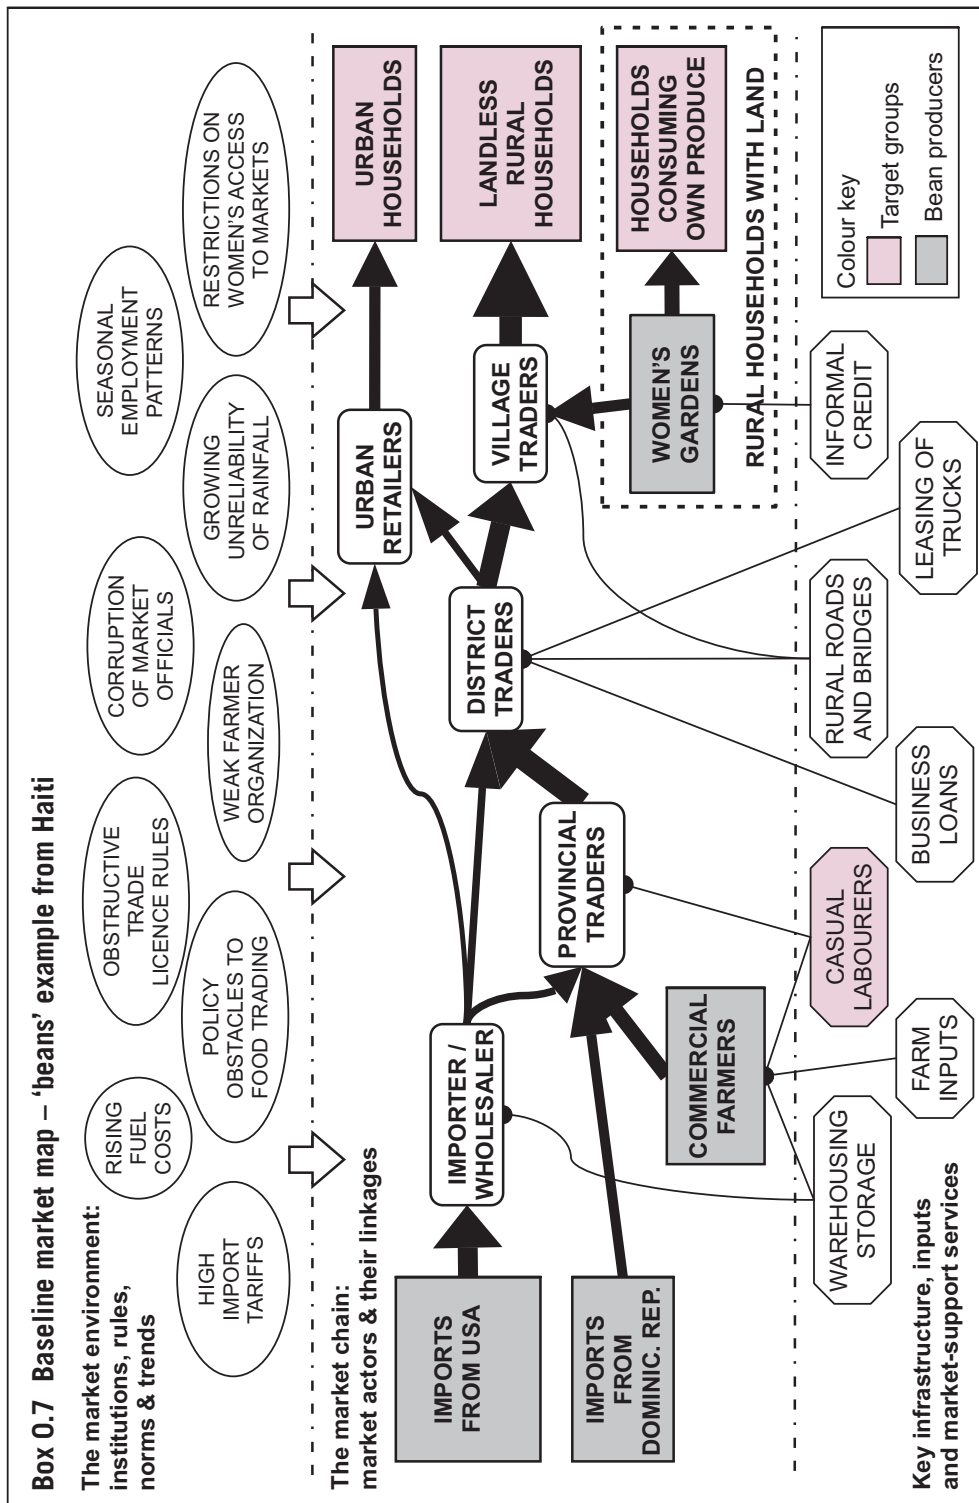 Box 0.7 Baseline market map – ‘beans’ example from Haiti
The market environment:
institutions, rules,
norms & trends
HIGH
IMPORT
TARIFFS
RISING
FUEL
COSTS
POLICY
OBSTACLES TO
FOOD TRADING
OBSTRUCTIVE
TRADE
LICENCE RULES
WEAK FARMER
ORGANIZATION
CORRUPTION
OF MARKET
OFFICIALS
GROWING
UNRELIABILITY
OF RAINFALL
SEASONAL
EMPLOYMENT
PATTERNS
RESTRICTIONS ON
WOMEN’S ACCESS
TO MARKETS
The market chain:
market actors & their linkages
IMPORTS
FROM USA
IMPORTS
FROM
DOMINIC. REP.
IMPORTER /
WHOLESALER
COMMERCIAL
FARMERS
PROVINCIAL
TRADERS
DISTRICT
TRADERS
URBAN
RETAILERS
VILLAGE
TRADERS
WOMEN’S
GARDENS
URBAN
HOUSEHOLDS
LANDLESS
RURAL
HOUSEHOLDS
HOUSEHOLDS
CONSUMING
OWN PRODUCE
RURAL HOUSEHOLDS WITH LAND
Key infrastructure, inputs
and market-support services
WAREHOUSING
STORAGE
FARM
INPUTS
CASUAL
LABOURERS
BUSINESS
LOANS
RURAL ROADS
AND BRIDGES
LEASING OF
TRUCKS
INFORMAL
CREDIT
Colour key
Target groups
Bean producers